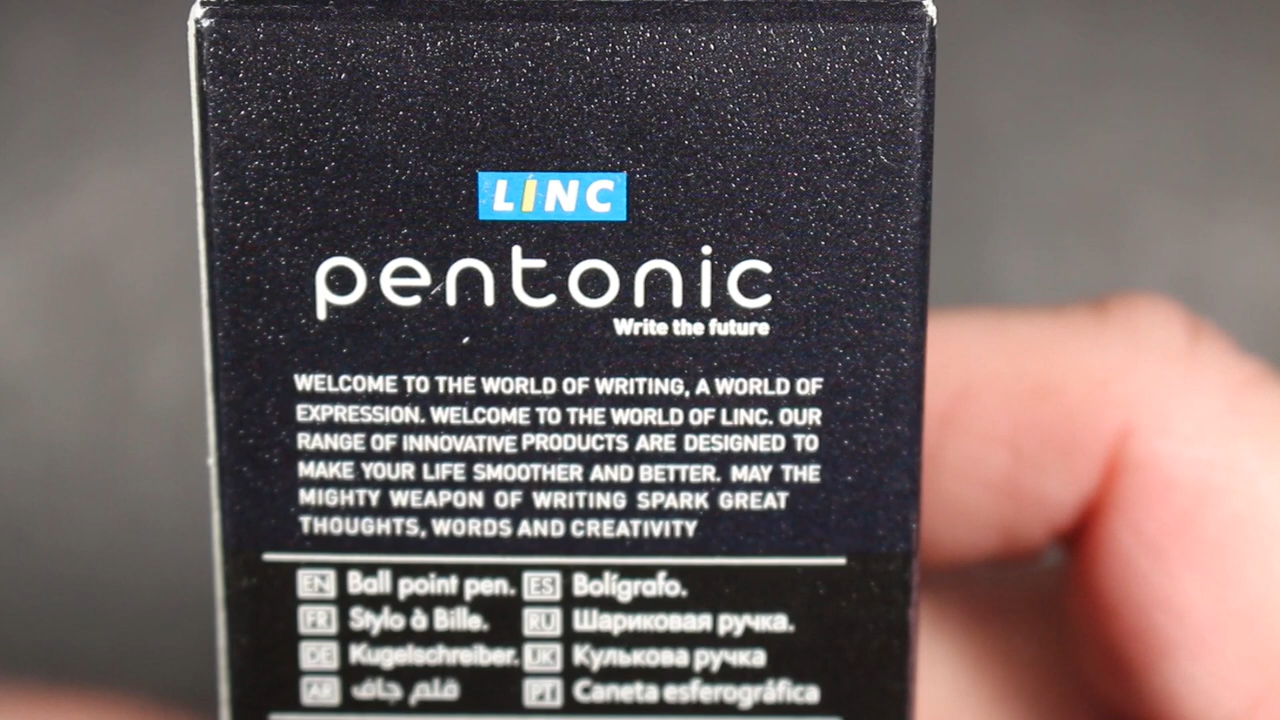 LINC
pentonic
Write the future
WELCOME TO THE WORLD OF WRITING, A WORLD OF
EXPRESSION. WELCOME TO THE WORLD OF LINC. OUR
RANGE OF INNOVATIVE PRODUCTS ARE DESIGNED TO
MAKE YOUR LIFE SMOOTHER AND BETTER. MAY THE
MIGHTY WEAPON OF WRITING SPARK GREAT
THOUGHTS, WORDS AND CREATIVITY
EN Ball point pen. ES Bolígrafo.
FR Stylo à Bille. RU Шариковая ручка.
DE Kugelschreiber. UK Кулькова ручка
AR قلم جاف PT Caneta esferográfica